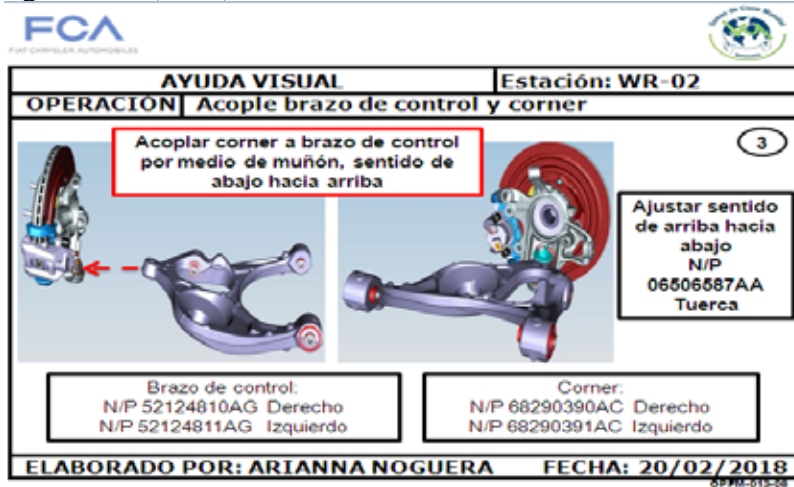 FCA
FIAT CHRYSLER AUTOMOBILES
AYUDA VISUAL
Estación: WR-02
OPERACIÓN
Acople brazo de control y corner
Acoplar corner a brazo de control
por medio de muñón, sentido de
abajo hacia arriba
3
Ajustar sentido
de arriba hacia
abajo
N/P
06506587AA
Tuerca
Brazo de control:
N/P 52124810AG Derecho
N/P 52124811AG Izquierdo
Corner:
N/P 68290390AC Derecho
N/P 68290391AC Izquierdo
ELABORADO POR: ARIANNA NOGUERA
FECHA: 20/02/2018